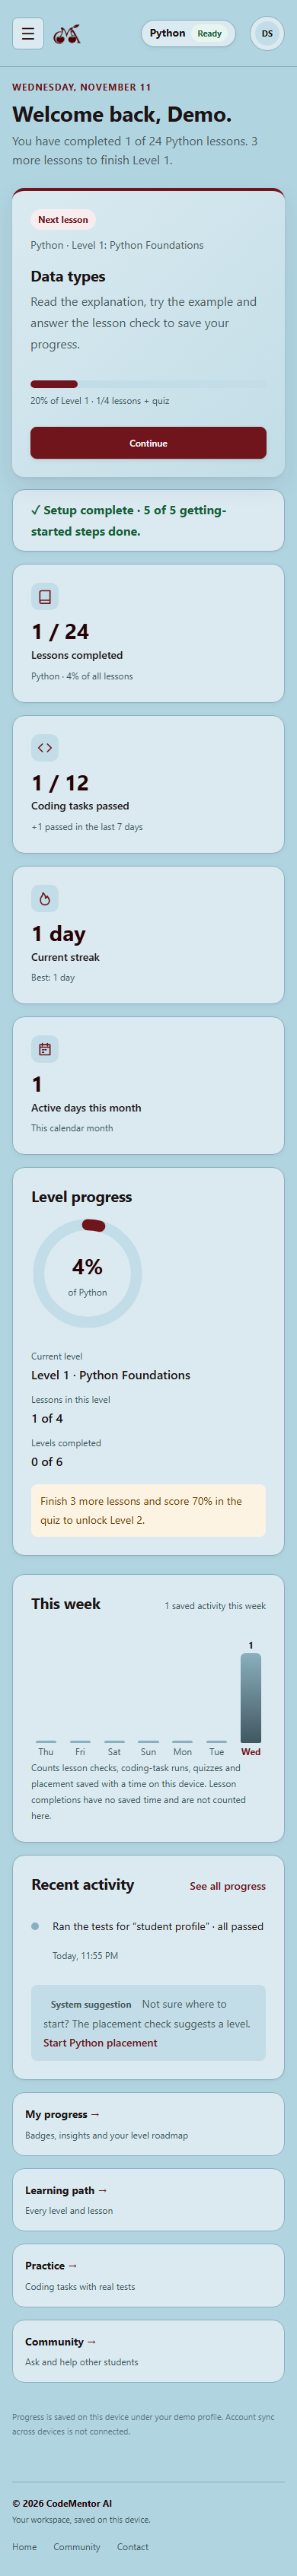 Python Ready
DS
WEDNESDAY, NOVEMBER 11
Welcome back, Demo.
You have completed 1 of 24 Python lessons. 3
more lessons to finish Level 1.
Next lesson
Python · Level 1: Python Foundations
Data types
Read the explanation, try the example and
answer the lesson check to save your
progress.
20% of Level 1 · 1/4 lessons + quiz
Continue
✓ Setup complete · 5 of 5 getting-
started steps done.
1 / 24
Lessons completed
Python · 4% of all lessons
1 / 12
Coding tasks passed
+1 passed in the last 7 days
1 day
Current streak
Best: 1 day
1
Active days this month
This calendar month
Level progress
4%
of Python
Current level
Level 1 · Python Foundations
Lessons in this level
1 of 4
Levels completed
0 of 6
Finish 3 more lessons and score 70% in the
quiz to unlock Level 2.
This week
1 saved activity this week
1
Thu Fri Sat Sun Mon Tue Wed
Counts lesson checks, coding-task runs, quizzes and
placement saved with a time on this device. Lesson
completions have no saved time and are not counted
here.
Recent activity
See all progress
Ran the tests for “student profile” · all passed
Today, 11:55 PM
System suggestion Not sure where to
start? The placement check suggests a level.
Start Python placement
My progress →
Badges, insights and your level roadmap
Learning path →
Every level and lesson
Practice →
Coding tasks with real tests
Community →
Ask and help other students
Progress is saved on this device under your demo profile. Account sync
across devices is not connected.
© 2026 CodeMentor AI
Your workspace, saved on this device.
Home Community Contact